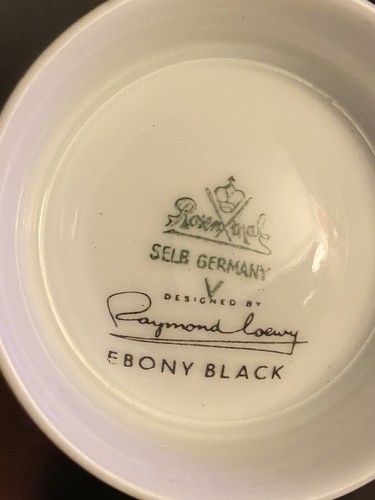 Rosenthal
SELB GERMANY
V
DESIGNED BY
Raymond Loewy
EBONY BLACK